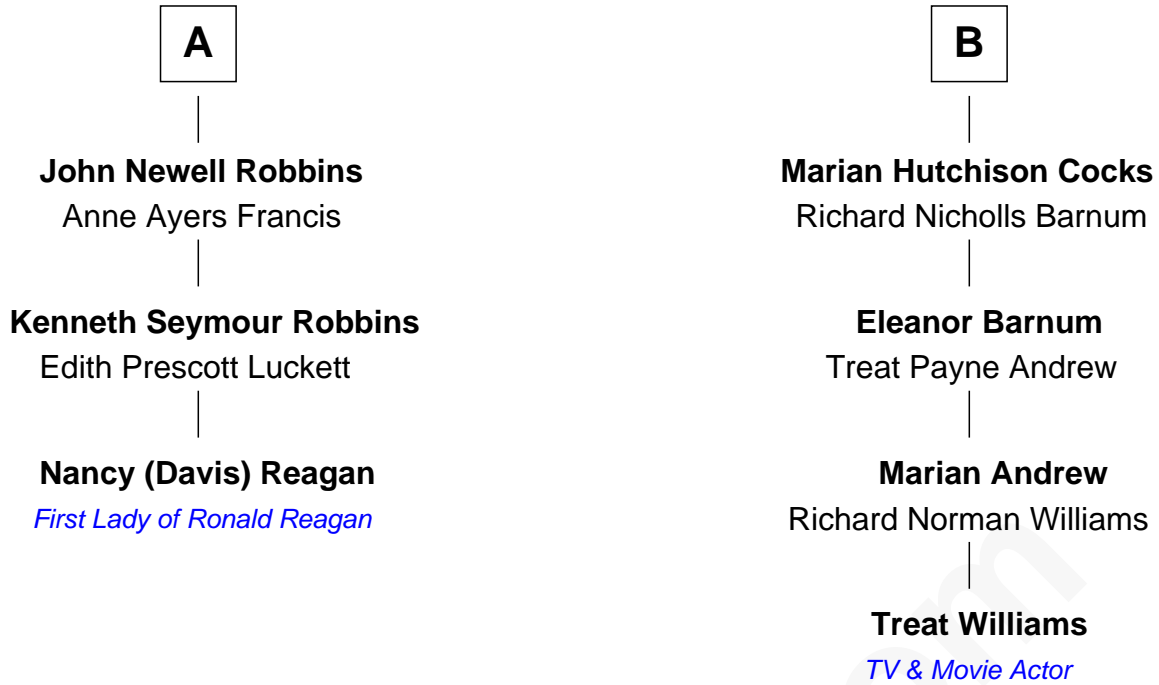 A
John Newell Robbins
Anne Ayers Francis
Kenneth Seymour Robbins
Edith Prescott Luckett
Nancy (Davis) Reagan
First Lady of Ronald Reagan
B
Marian Hutchison Cocks
Richard Nicholls Barnum
Eleanor Barnum
Treat Payne Andrew
Marian Andrew
Richard Norman Williams
Treat Williams
TV & Movie Actor